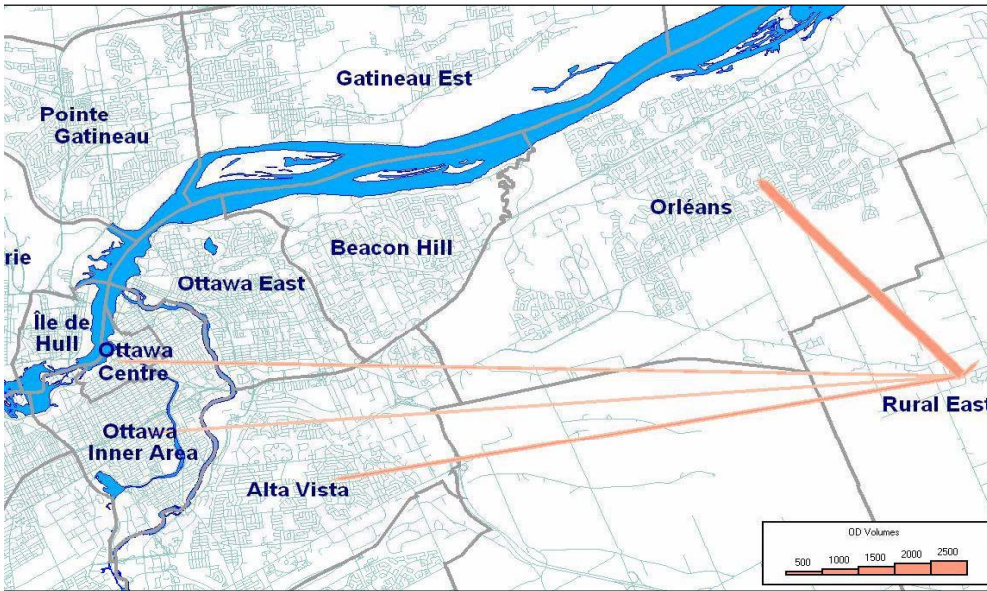 Gatineau Est
Pointe
Gatineau
Orléans
Beacon Hill
rie
Ottawa East
Île de
Hull
Ottawa
Centre
Rural East
Ottawa
Inner Area
Alta Vista
OD Volumes
500 1000 1500 2000 2500